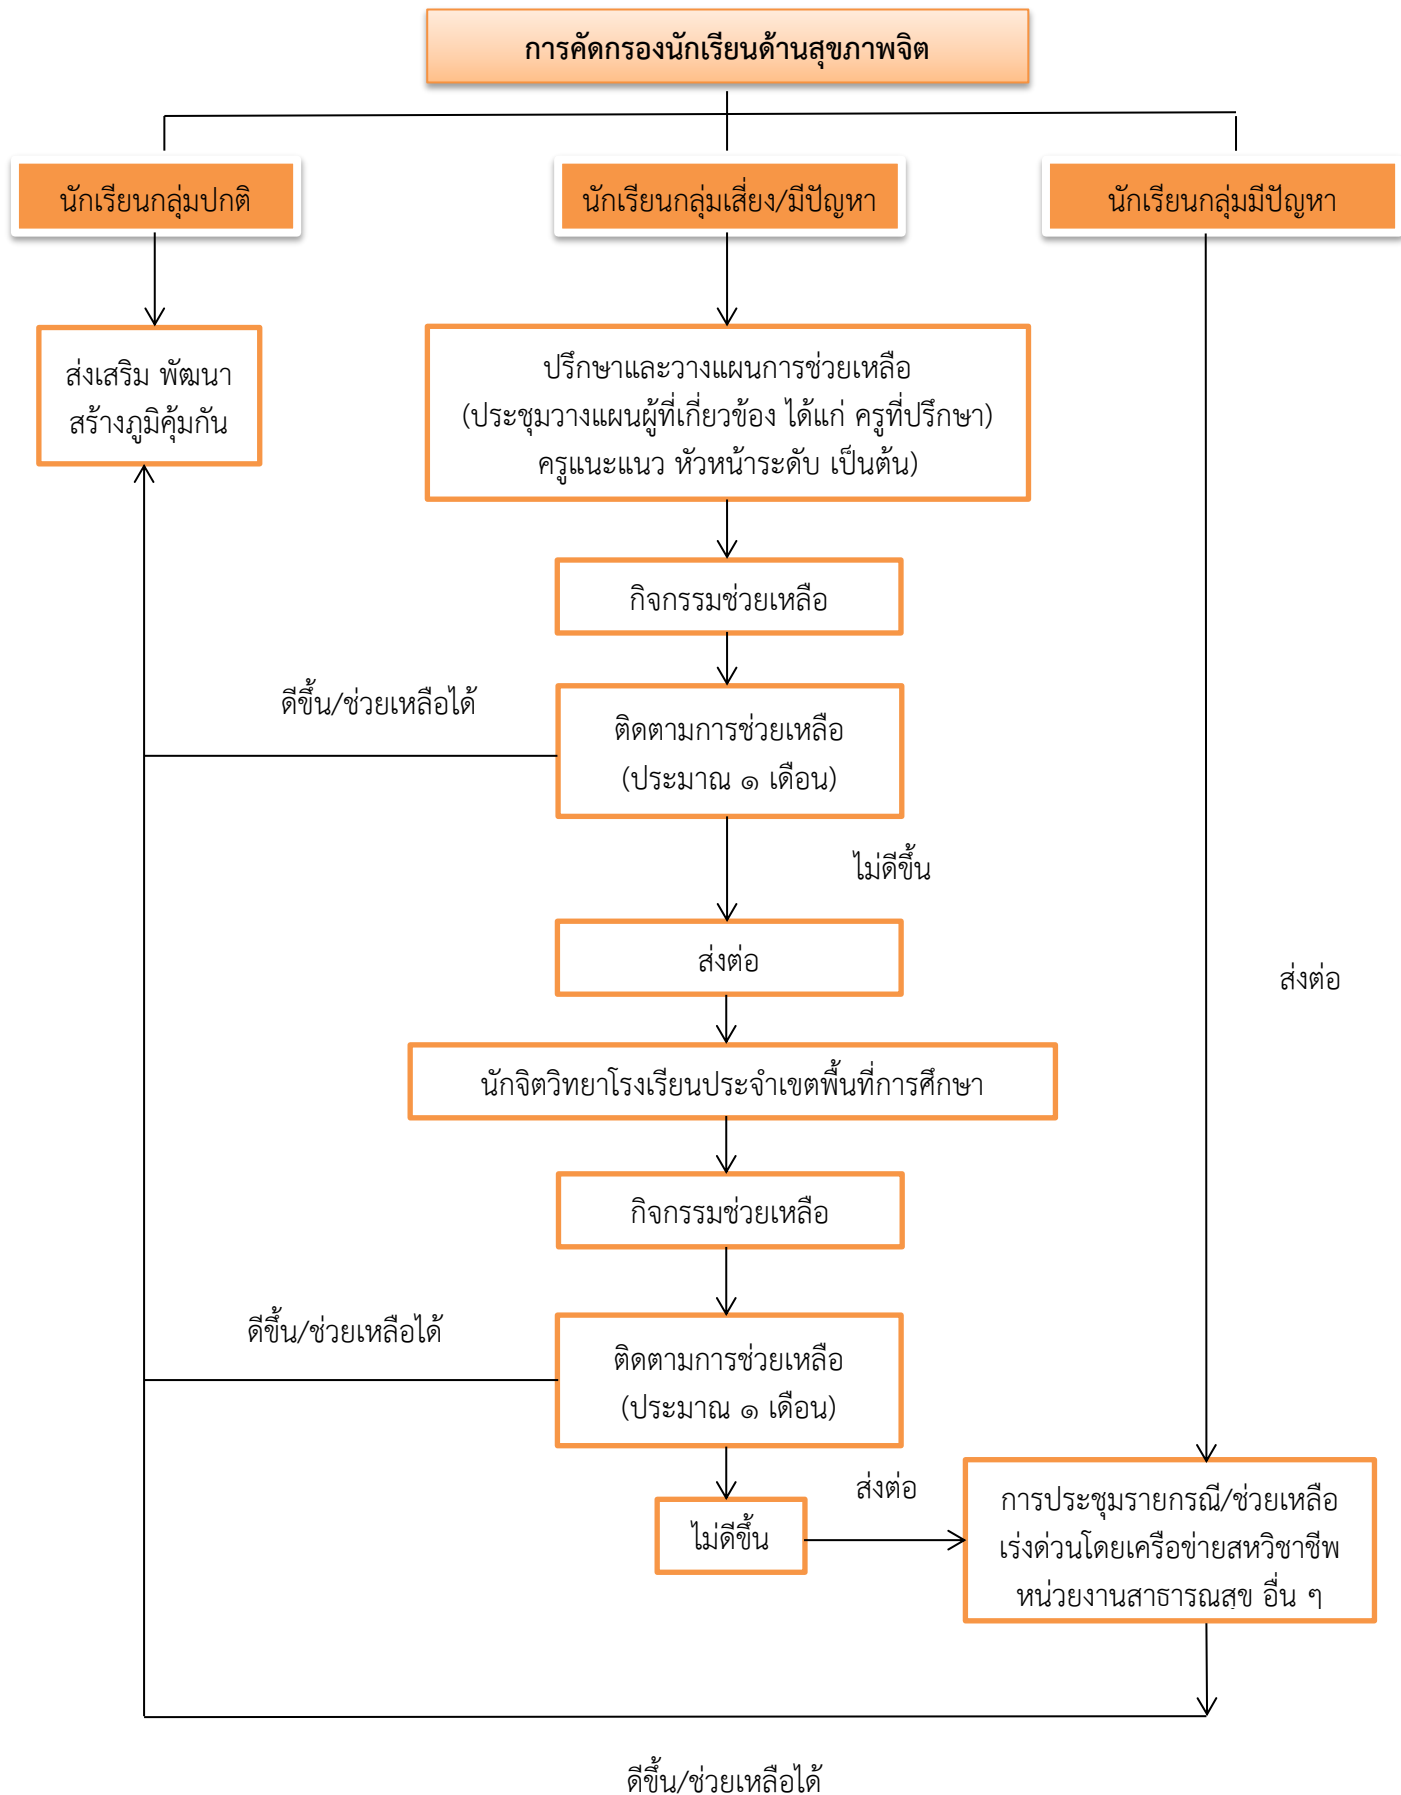 การคัดกรองนักเรียนด้านสุขภาพจิต
นักเรียนกลุ่มปกติ
นักเรียนกลุ่มเสี่ยง/มีปัญหา
นักเรียนกลุ่มมีปัญหา
ส่งเสริม พัฒนา
สร้างภูมิคุ้มกัน
ปรึกษาและวางแผนการช่วยเหลือ
(ประชุมวางแผนผู้ที่เกี่ยวข้อง ได้แก่ ครูที่ปรึกษา)
ครูแนะแนว หัวหน้าระดับ เป็นต้น)
กิจกรรมช่วยเหลือ
ดีขึ้น/ช่วยเหลือได้
ติดตามการช่วยเหลือ
(ประมาณ ๑ เดือน)
ไม่ดีขึ้น
ส่งต่อ
ส่งต่อ
นักจิตวิทยาโรงเรียนประจำเขตพื้นที่การศึกษา
กิจกรรมช่วยเหลือ
ดีขึ้น/ช่วยเหลือได้
ติดตามการช่วยเหลือ
(ประมาณ ๑ เดือน)
ส่งต่อ
ไม่ดีขึ้น
การประชุมรายกรณี/ช่วยเหลือ
เร่งด่วนโดยเครือข่ายสหวิชาชีพ
หน่วยงานสาธารณสุข อื่น ๆ
ดีขึ้น/ช่วยเหลือได้